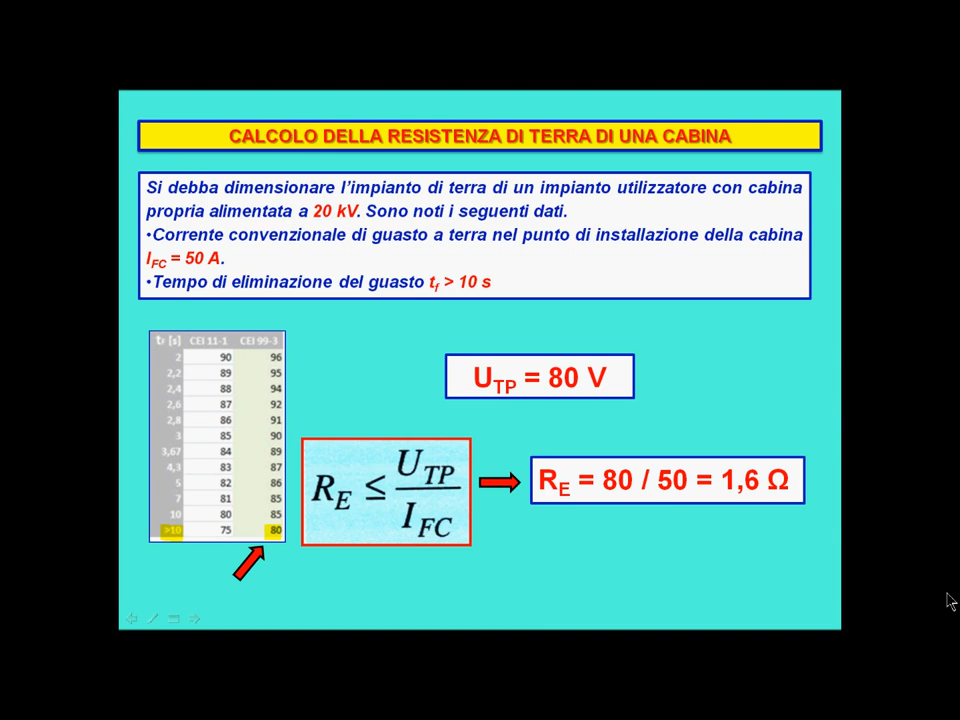 CALCOLO DELLA RESISTENZA DI TERRA DI UNA CABINA
Si debba dimensionare l'impianto di terra di un impianto utilizzatore con cabina
propria alimentata a 20 kV. Sono noti i seguenti dati.
•Corrente convenzionale di guasto a terra nel punto di installazione della cabina
IFC = 50 A.
•Tempo di eliminazione del guasto tf > 10 s
tF [s] CEI 11-1 CEI 99-3
2 90 96
2,2 89 95
2,4 88 94
2,6 87 92
2,8 86 91
3 85 90
3,67 84 89
4,3 83 87
5 82 86
7 81 85
10 80 85
>10 75 80
UTP = 80 V
RE ≤ UTP / IFC
RE = 80 / 50 = 1,6 Ω